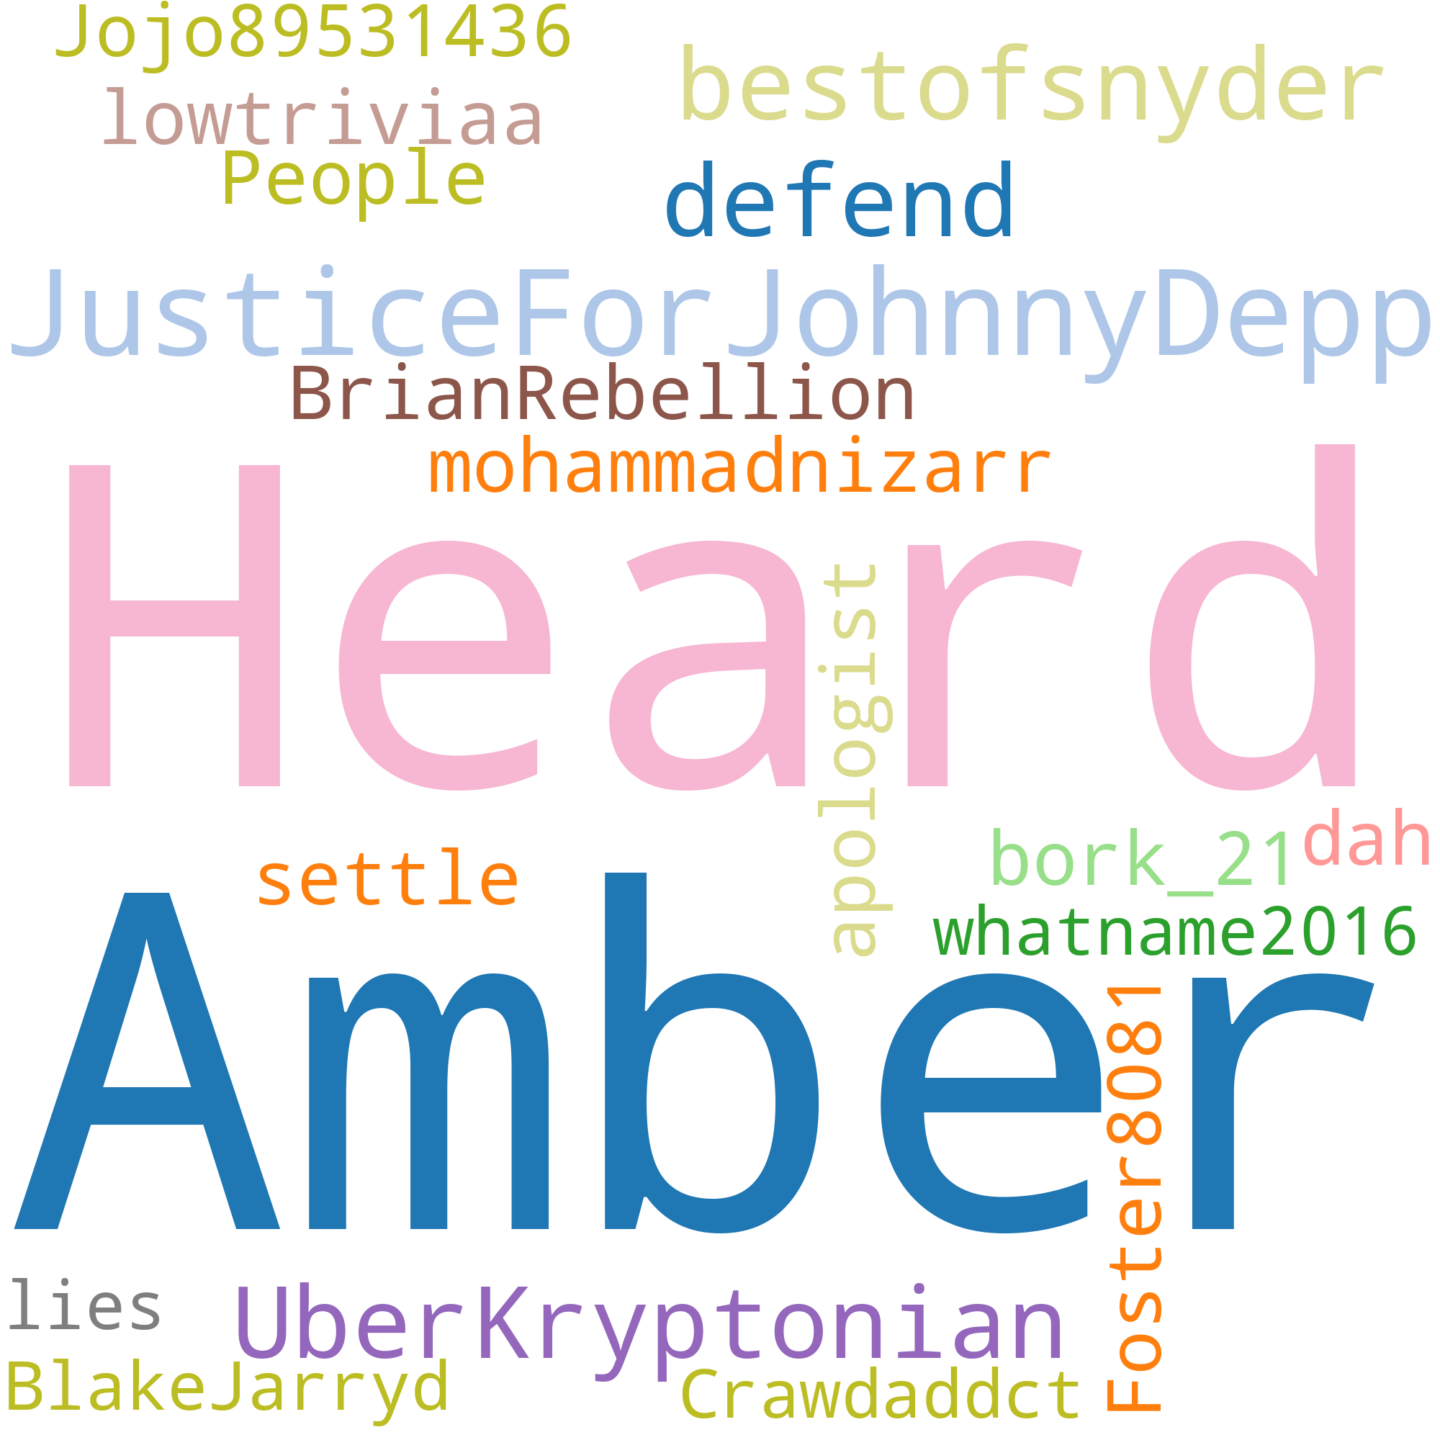 Jojo89531436
bestofsnyder
lowtriviaa
People
defend
JusticeForJohnnyDepp
BrianRebellion
mohammadnizarr
Heard
apologist
bork_21
dah
settle
whatname2016
Amber
Foster8081
lies
UberKryptonian
BlakeJarryd
Crawdaddct